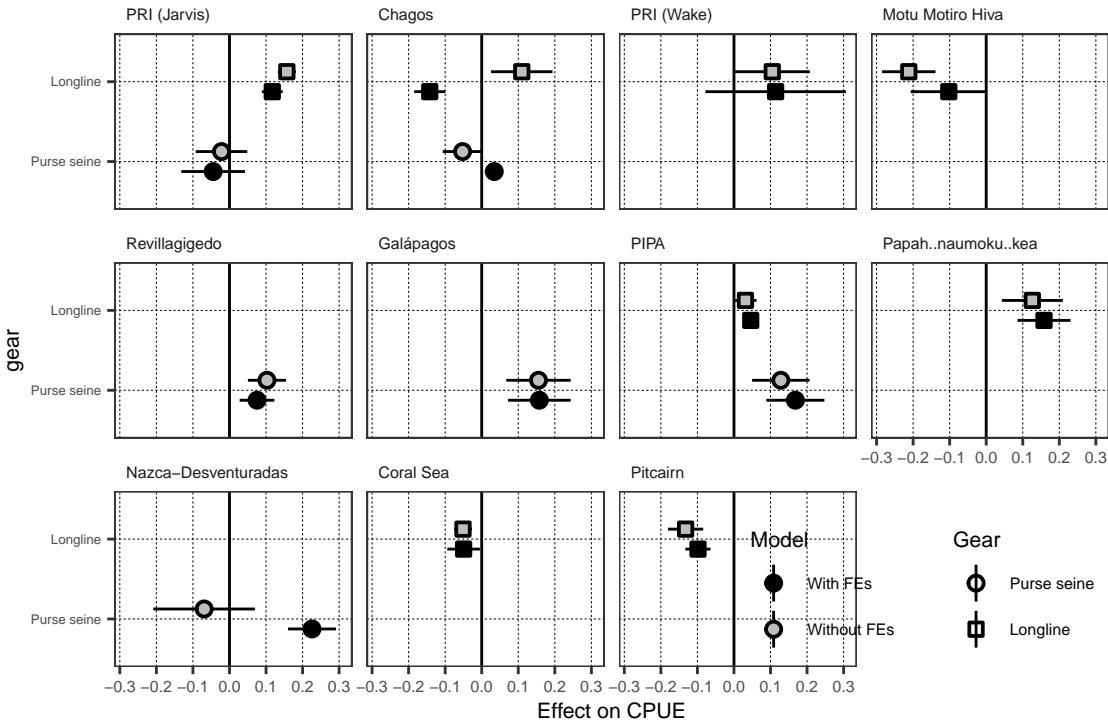 PRI (Jarvis) Chagos PRI (Wake) Motu Motiro Hiva
Longline
Purse seine
Revillagigedo Galápagos PIPA Papah..naumoku..kea
Longline
Purse seine
−0.3 −0.2 −0.1 0.0 0.1 0.2 0.3
Nazca−Desventuradas Coral Sea Pitcairn
Longline
Purse seine
Model
With FEs
Without FEs
Gear
Purse seine
Longline
−0.3 −0.2 −0.1 0.0 0.1 0.2 0.3 −0.3 −0.2 −0.1 0.0 0.1 0.2 0.3 −0.3 −0.2 −0.1 0.0 0.1 0.2 0.3
Effect on CPUE
gear